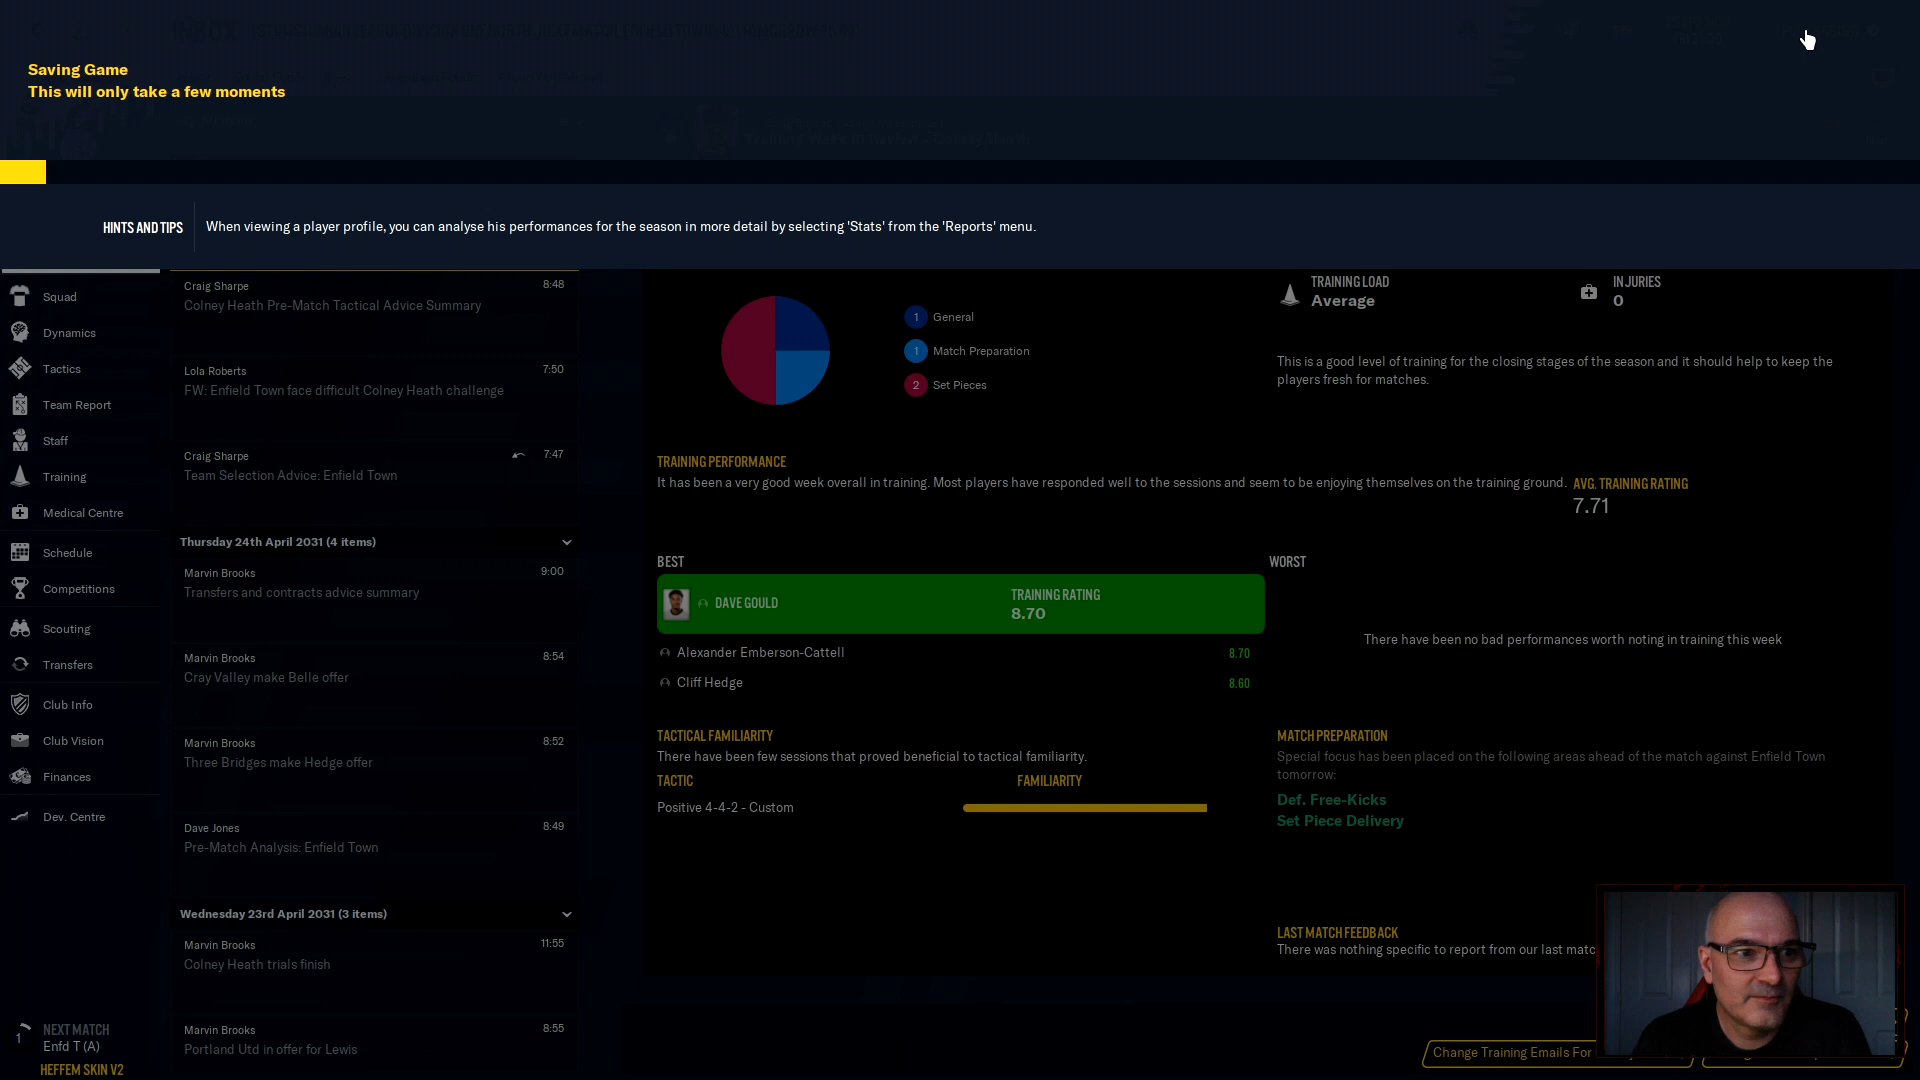 Saving Game
This will only take a few moments
HINTS AND TIPS
When viewing a player profile, you can analyse his performances for the season in more detail by selecting 'Stats' from the 'Reports' menu.
Squad
Dynamics
Tactics
Team Report
Staff
Training
Medical Centre
Schedule
Competitions
Scouting
Transfers
Club Info
Club Vision
Finances
Dev. Centre
1
NEXT MATCH
Enfd T (A)
HEFFEM SKIN V2
Craig Sharpe 8:48
Colney Heath Pre-Match Tactical Advice Summary
Lola Roberts 7:50
FW: Enfield Town face difficult Colney Heath challenge
Craig Sharpe 7:47
Team Selection Advice: Enfield Town
Thursday 24th April 2031 (4 items)
Marvin Brooks 9:00
Transfers and contracts advice summary
Marvin Brooks 8:54
Cray Valley make Belle offer
Marvin Brooks 8:52
Three Bridges make Hedge offer
Dave Jones 8:49
Pre-Match Analysis: Enfield Town
Wednesday 23rd April 2031 (3 items)
Marvin Brooks 11:55
Colney Heath trials finish
Marvin Brooks 8:55
Portland Utd in offer for Lewis
1 General
1 Match Preparation
2 Set Pieces
TRAINING LOAD
Average
INJURIES
0
This is a good level of training for the closing stages of the season and it should help to keep the
players fresh for matches.
TRAINING PERFORMANCE
It has been a very good week overall in training. Most players have responded well to the sessions and seem to be enjoying themselves on the training ground.
AVG. TRAINING RATING
7.71
BEST
DAVE GOULD
TRAINING RATING
8.70
Alexander Emberson-Cattell 8.70
Cliff Hedge 8.60
WORST
There have been no bad performances worth noting in training this week
TACTICAL FAMILIARITY
There have been few sessions that proved beneficial to tactical familiarity.
TACTIC FAMILIARITY
Positive 4-4-2 - Custom
MATCH PREPARATION
Special focus has been placed on the following areas ahead of the match against Enfield Town
tomorrow:
Def. Free-Kicks
Set Piece Delivery
LAST MATCH FEEDBACK
There was nothing specific to report from our last matc
Change Training Emails For